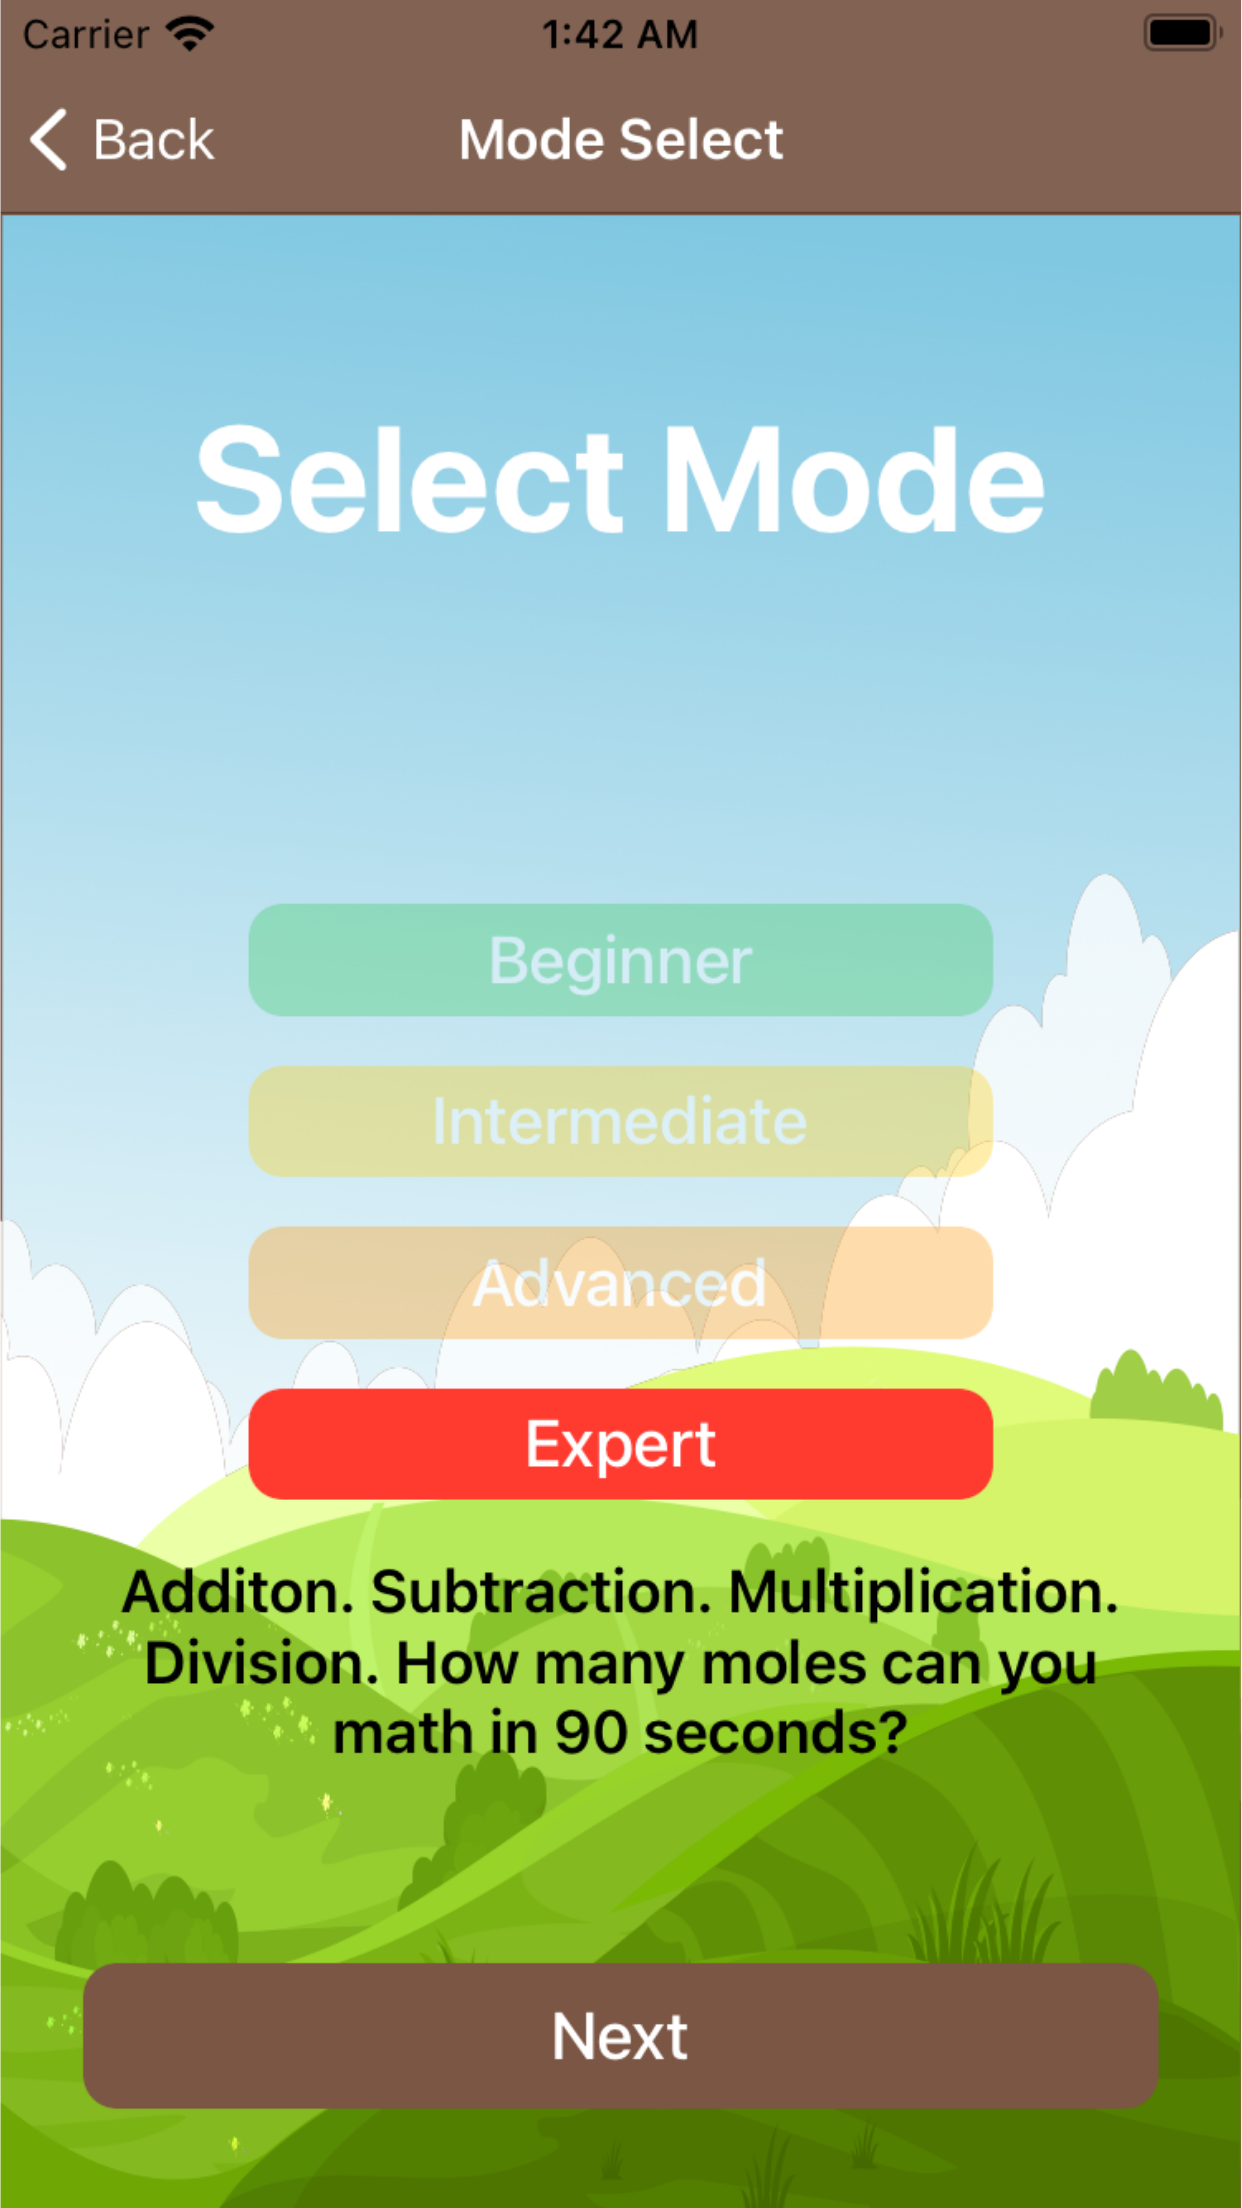 Carrier 1:42 AM
Back Mode Select
Select Mode
Beginner
Intermediate
Advanced
Expert
Additon. Subtraction. Multiplication.
Division. How many moles can you
math in 90 seconds?
Next